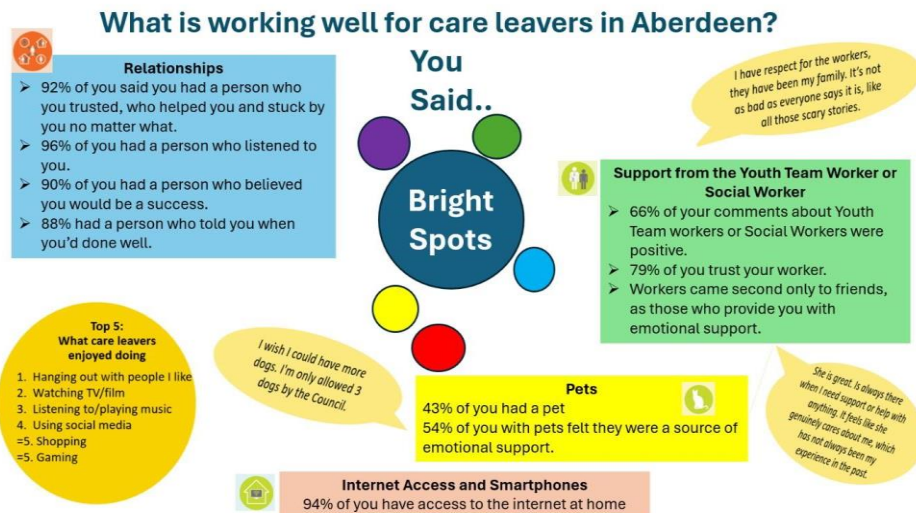 What is working well for care leavers in Aberdeen?
You
Said..
Relationships
➢ 92% of you said you had a person who
you trusted, who helped you and stuck by
you no matter what.
➢ 96% of you had a person who listened to
you.
➢ 90% of you had a person who believed
you would be a success.
➢ 88% had a person who told you when
you'd done well.
Bright
Spots
I have respect for the workers,
they have been my family. It's not
as bad as everyone says it is, like
all those scary stories.
Support from the Youth Team Worker or
Social Worker
➢ 66% of your comments about Youth
Team workers or Social Workers were
positive.
➢ 79% of you trust your worker.
➢ Workers came second only to friends,
as those who provide you with
emotional support.
Top 5:
What care leavers
enjoyed doing
1. Hanging out with people I like
2. Watching TV/film
3. Listening to/playing music
4. Using social media
=5. Shopping
=5. Gaming
I wish I could have more
dogs. I'm only allowed 3
dogs by the Council.
Pets
43% of you had a pet
54% of you with pets felt they were a source of
emotional support.
She is great. Is always there
when I need support or help with
anything. It feels like she
genuinely cares about me, which
has not always been my
experience in the past.
Internet Access and Smartphones
94% of you have access to the internet at home